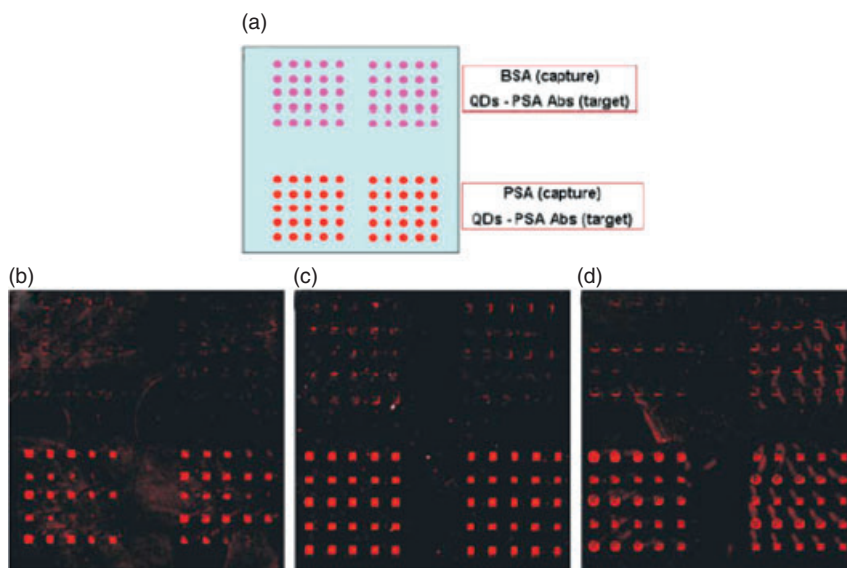 (a)
BSA (capture)
QDs - PSA Abs (target)
PSA (capture)
QDs - PSA Abs (target)
(b)
(c)
(d)